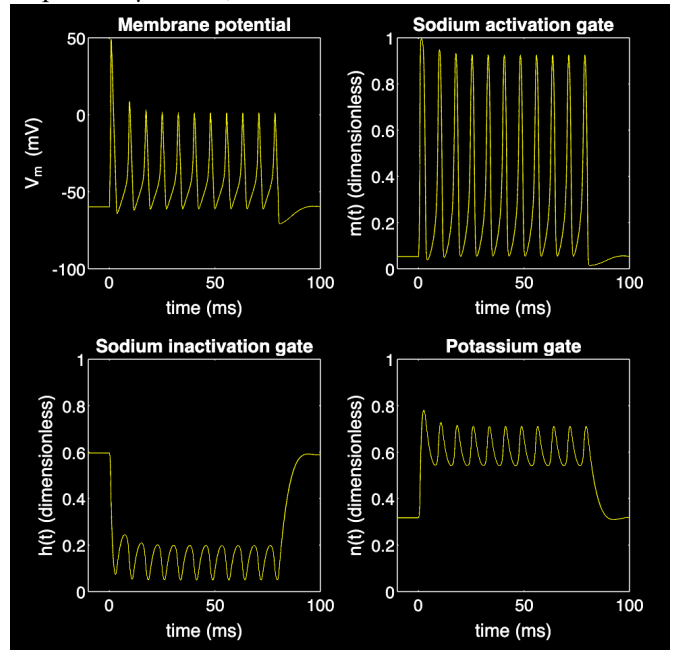 Membrane potential
50
0
-50
-100
V_m (mV)
0 50 100
time (ms)
Sodium activation gate
1
0.8
0.6
0.4
0.2
0
m(t) (dimensionless)
0 50 100
time (ms)
Sodium inactivation gate
1
0.8
0.6
0.4
0.2
0
h(t) (dimensionless)
0 50 100
time (ms)
Potassium gate
1
0.8
0.6
0.4
0.2
0
n(t) (dimensionless)
0 50 100
time (ms)